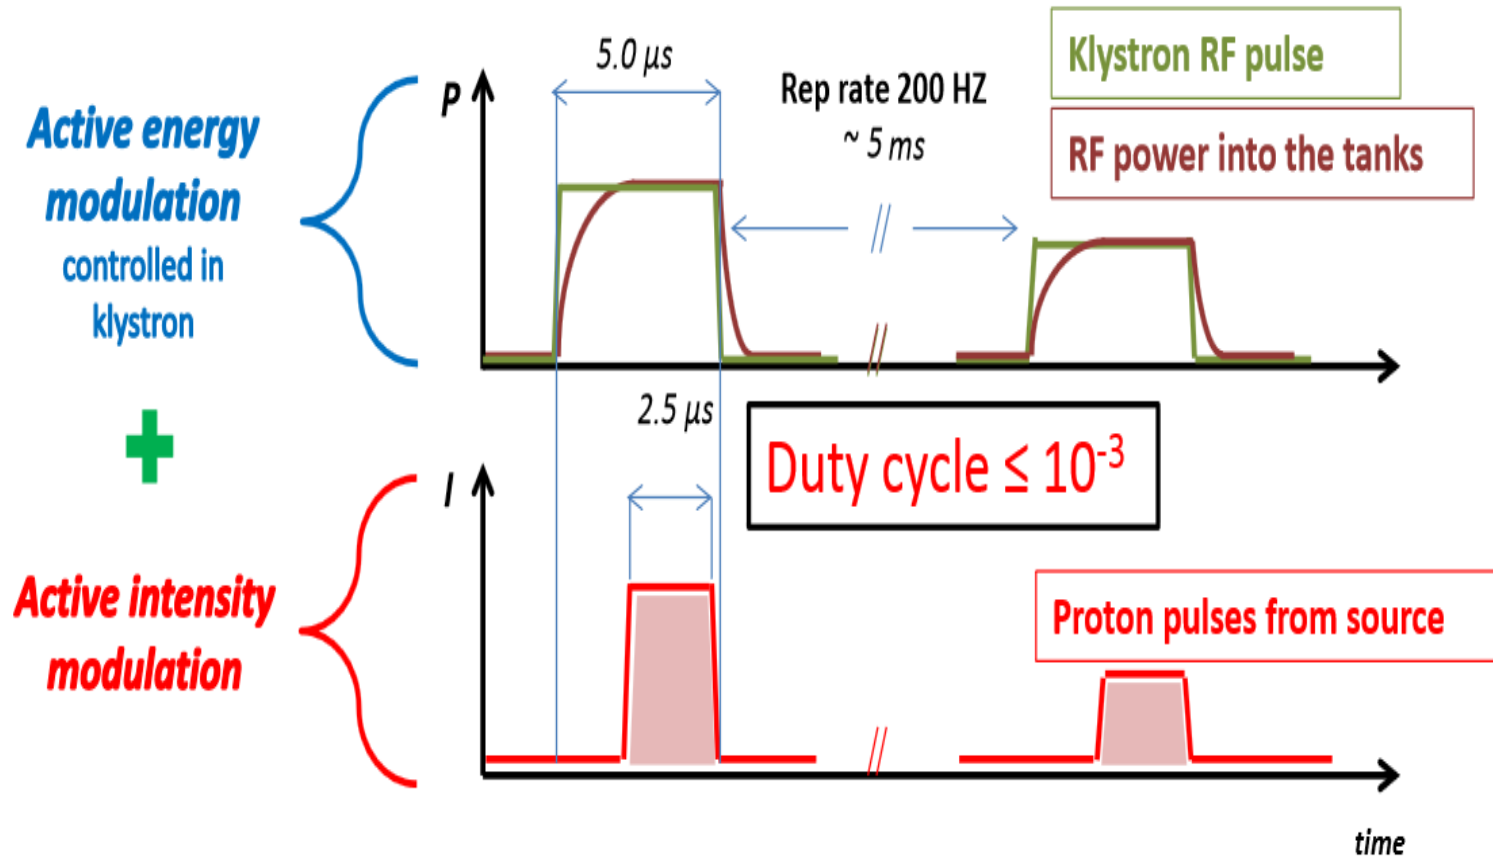 5.0 µs
Klystron RF pulse
P
Rep rate 200 HZ
~ 5 ms
RF power into the tanks
Active energy
modulation
controlled in
klystron
//
//
2.5 µs
Duty cycle ≤ 10⁻³
I
Active intensity
modulation
Proton pulses from source
//
time